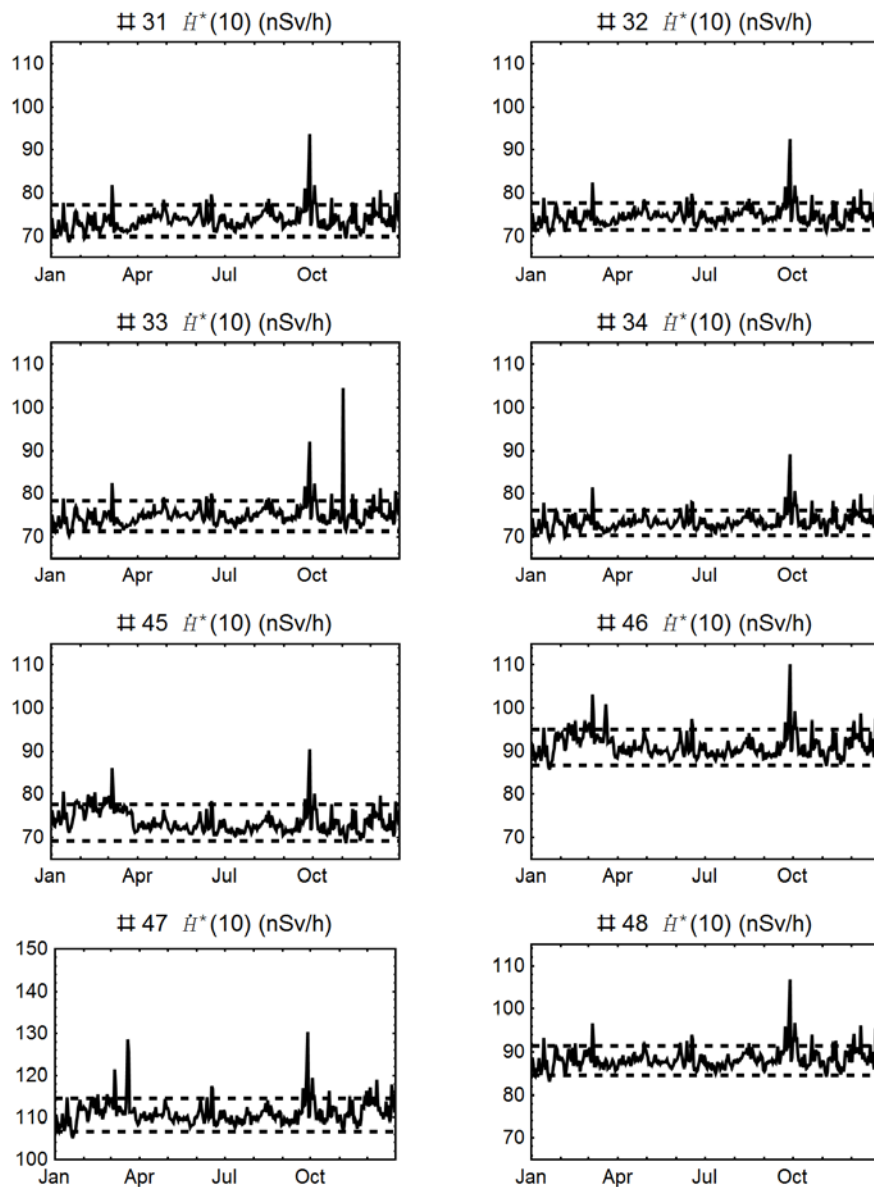 # 31 Ḣ*(10) (nSv/h)
110
100
90
80
70
Jan Apr Jul Oct
# 32 Ḣ*(10) (nSv/h)
110
100
90
80
70
Jan Apr Jul Oct
# 33 Ḣ*(10) (nSv/h)
110
100
90
80
70
Jan Apr Jul Oct
# 34 Ḣ*(10) (nSv/h)
110
100
90
80
70
Jan Apr Jul Oct
# 45 Ḣ*(10) (nSv/h)
110
100
90
80
70
Jan Apr Jul Oct
# 46 Ḣ*(10) (nSv/h)
110
100
90
80
70
Jan Apr Jul Oct
# 47 Ḣ*(10) (nSv/h)
150
140
130
120
110
100
Jan Apr Jul Oct
# 48 Ḣ*(10) (nSv/h)
110
100
90
80
70
Jan Apr Jul Oct